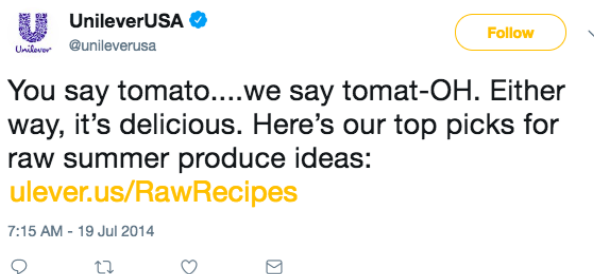 UnileverUSA
Unilever
@unileverusa
Follow
You say tomato....we say tomat-OH. Either
way, it’s delicious. Here’s our top picks for
raw summer produce ideas:
ulever.us/RawRecipes
7:15 AM - 19 Jul 2014